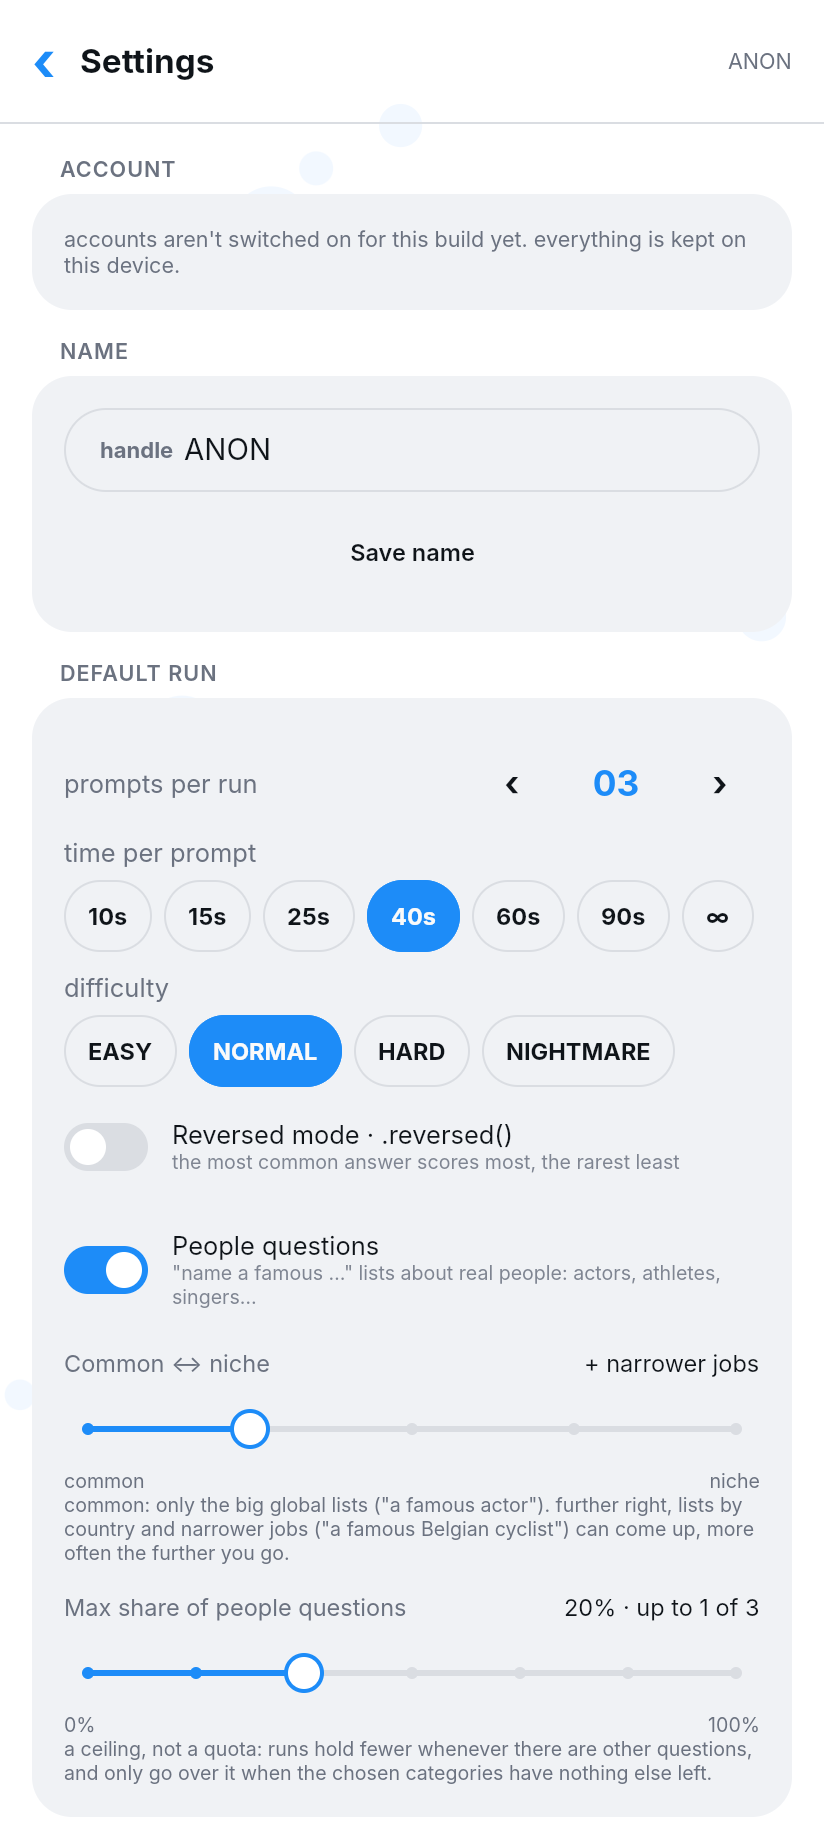 ‹ Settings ANON
ACCOUNT
accounts aren't switched on for this build yet. everything is kept on
this device.
NAME
handle ANON
Save name
DEFAULT RUN
prompts per run ‹ 03 ›
time per prompt
10s 15s 25s 40s 60s 90s ∞
difficulty
EASY NORMAL HARD NIGHTMARE
Reversed mode · .reversed()
the most common answer scores most, the rarest least
People questions
"name a famous ..." lists about real people: actors, athletes,
singers...
Common ↔ niche + narrower jobs
common niche
common: only the big global lists ("a famous actor"). further right, lists by
country and narrower jobs ("a famous Belgian cyclist") can come up, more
often the further you go.
Max share of people questions 20% · up to 1 of 3
0% 100%
a ceiling, not a quota: runs hold fewer whenever there are other questions,
and only go over it when the chosen categories have nothing else left.